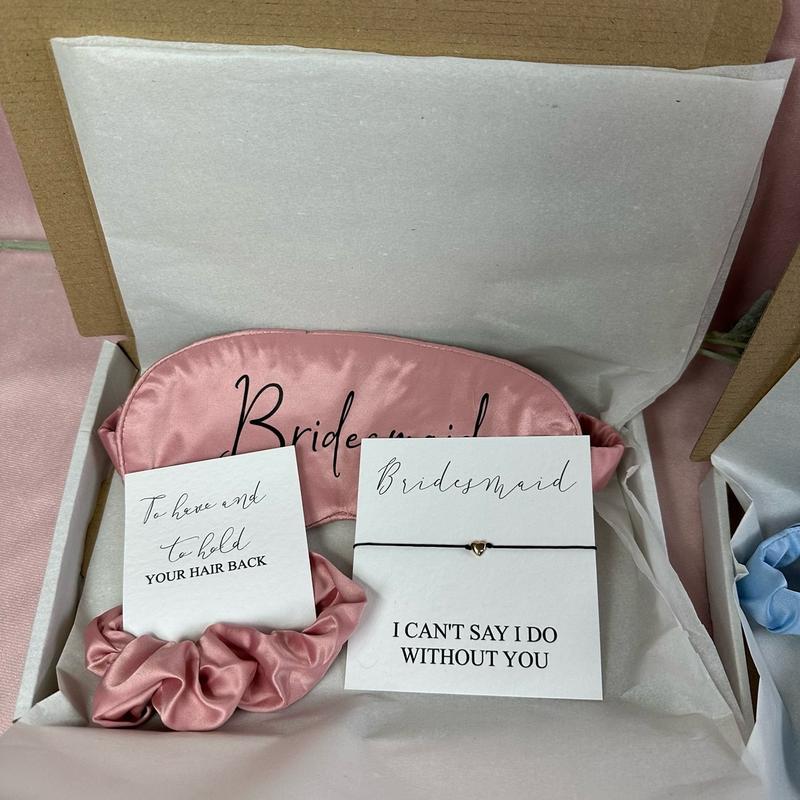 Bridesmaid
To have and
to hold
YOUR HAIR BACK
Bridesmaid
I CAN'T SAY I DO
WITHOUT YOU